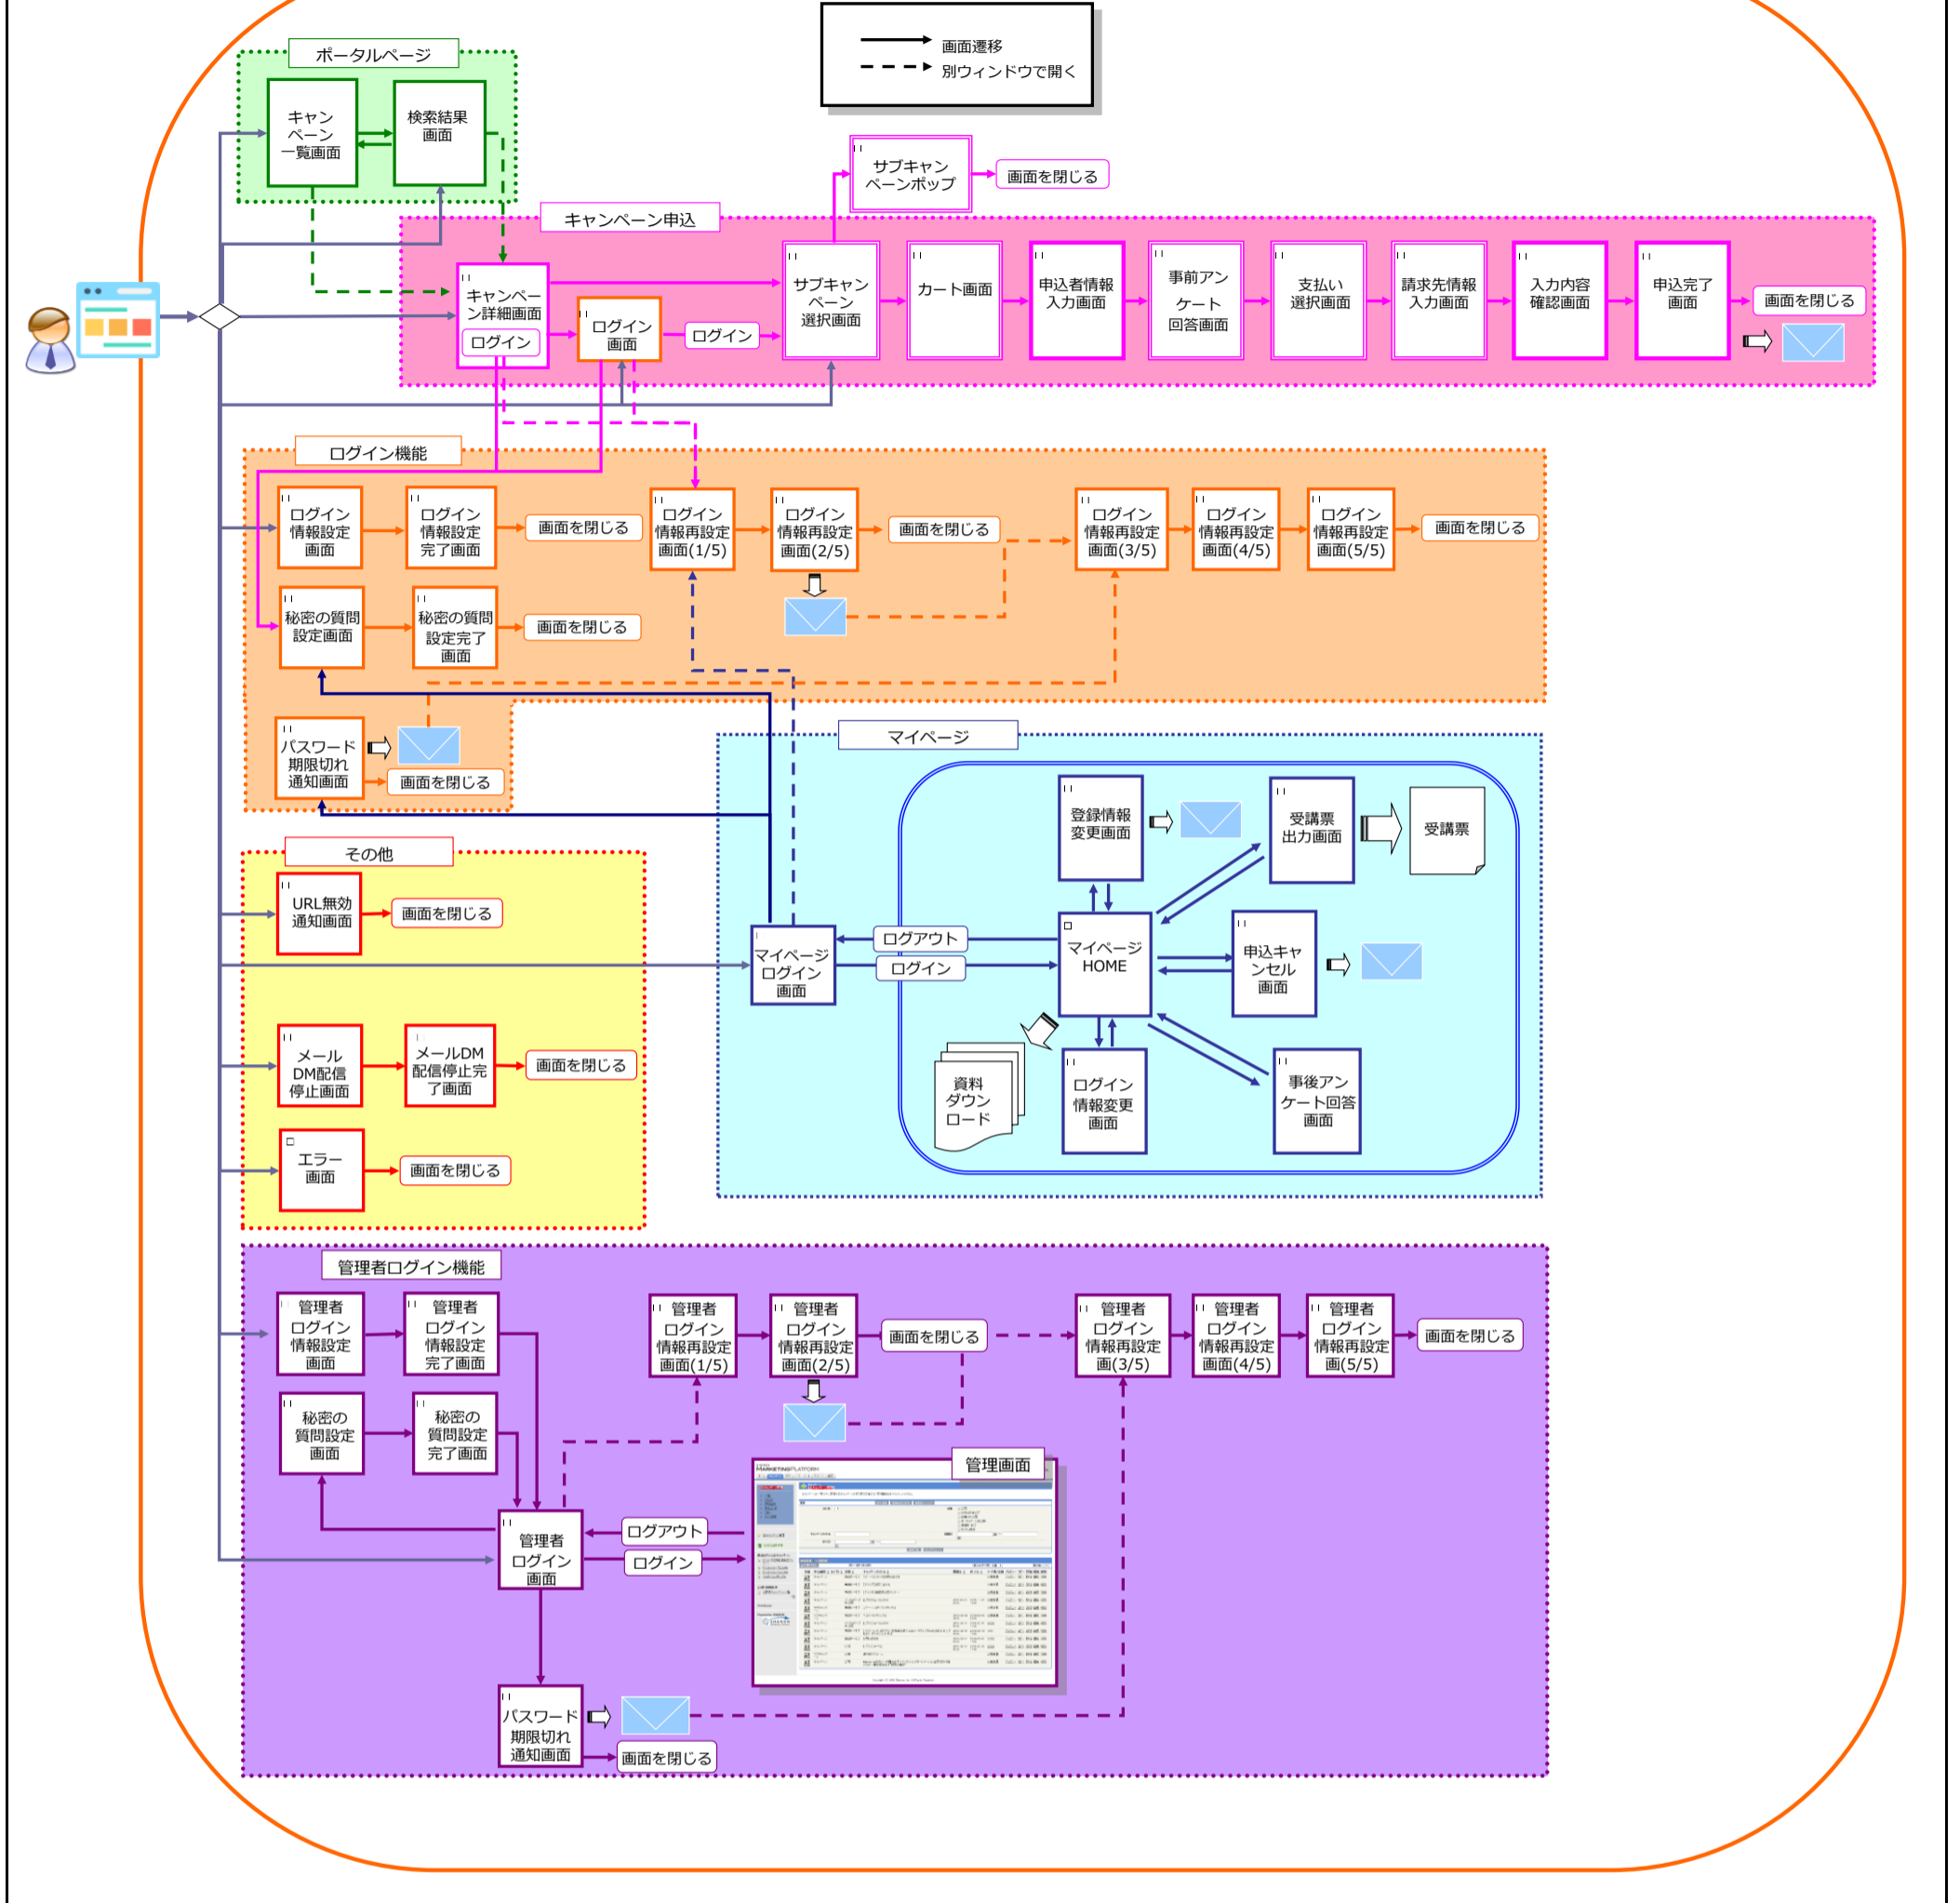 画面遷移
別ウィンドウで開く
ポータルページ
キャン
ペーン
一覧画面
検索結果
画面
サブキャン
ペーンポップ
画面を閉じる
キャンペーン申込
キャンペー
ン詳細画面
ログイン
ログイン
画面
ログイン
サブキャン
ペーン
選択画面
カート画面
申込者情報
入力画面
事前アン
ケート
回答画面
支払い
選択画面
請求先情報
入力画面
入力内容
確認画面
申込完了
画面
画面を閉じる
ログイン機能
ログイン
情報設定
画面
ログイン
情報設定
完了画面
画面を閉じる
ログイン
情報再設定
画面(1/5)
ログイン
情報再設定
画面(2/5)
画面を閉じる
ログイン
情報再設定
画面(3/5)
ログイン
情報再設定
画面(4/5)
ログイン
情報再設定
画面(5/5)
画面を閉じる
秘密の質問
設定画面
秘密の質問
設定完了
画面
画面を閉じる
パスワード
期限切れ
通知画面
画面を閉じる
マイページ
登録情報
変更画面
受講票
出力画面
受講票
マイページ
ログイン
画面
ログアウト
ログイン
マイページ
HOME
申込キャ
ンセル
画面
資料
ダウン
ロード
ログイン
情報変更
画面
事後アン
ケート回答
画面
その他
URL無効
通知画面
画面を閉じる
メール
DM配信
停止画面
メールDM
配信停止完
了画面
画面を閉じる
エラー
画面
画面を閉じる
管理者ログイン機能
管理者
ログイン
情報設定
画面
管理者
ログイン
情報設定
完了画面
管理者
ログイン
情報再設定
画面(1/5)
管理者
ログイン
情報再設定
画面(2/5)
画面を閉じる
管理者
ログイン
情報再設定
画(3/5)
管理者
ログイン
情報再設定
画面(4/5)
管理者
ログイン
情報再設定
画(5/5)
画面を閉じる
秘密の
質問設定
画面
秘密の
質問設定
完了画面
管理者
ログイン
画面
ログアウト
ログイン
管理画面
MARKETINGPLATFORM
パスワード
期限切れ
通知画面
画面を閉じる